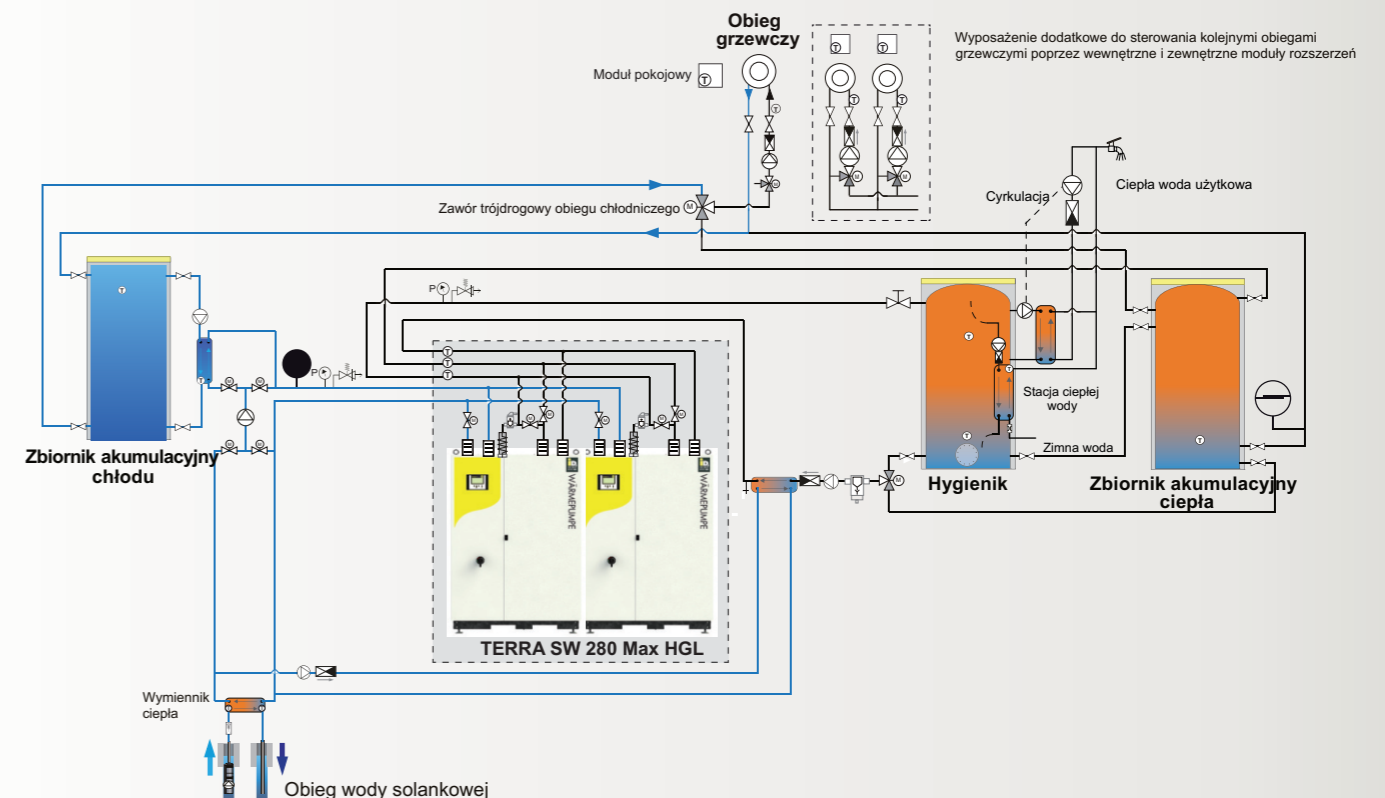 Obieg
grzewczy
Moduł pokojowy
T
T
T
Wyposażenie dodatkowe do sterowania kolejnymi obiegami
grzewczymi poprzez wewnętrzne i zewnętrzne moduły rozszerzeń
T
T
T
M
M
M
Cyrkulacja
Ciepła woda użytkowa
Zawór trójdrogowy obiegu chłodniczego
M
T
P
P
T
T
T
T
T
T
M
M
M
M
Zbiornik akumulacyjny
chłodu
M
M
M
M
M
M
T
Stacja ciepłej
wody
T
Zimna woda
T
Hygienik
Zbiornik akumulacyjny
ciepła
M
WÄRMEPUMPE
WÄRMEPUMPE
TERRA SW 280 Max HGL
Wymiennik
ciepła
Obieg wody solankowej